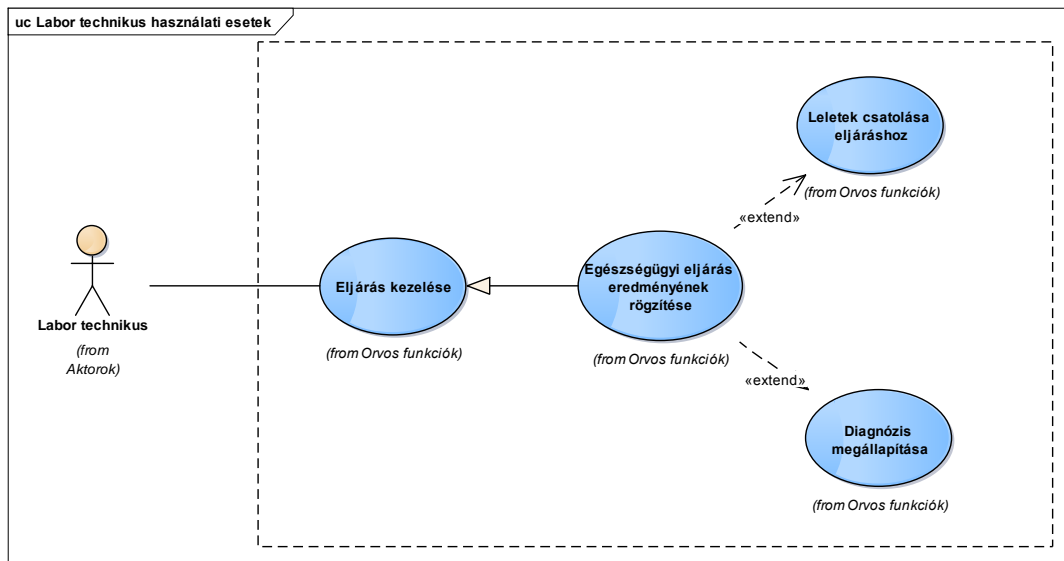 uc Labor technikus használati esetek
Leletek csatolása
eljáráshoz
(from Orvos funkciók)
«extend»
Labor technikus
(from
Aktorok)
Eljárás kezelése
(from Orvos funkciók)
Egészségügyi eljárás
eredményének
rögzítése
(from Orvos funkciók)
«extend»
Diagnózis
megállapítása
(from Orvos funkciók)